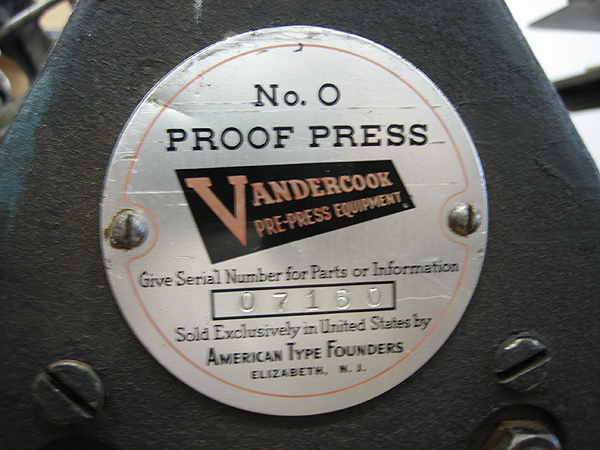 No. 0
PROOF PRESS
VANDERCOOK
PRE-PRESS EQUIPMENT
Give Serial Number for Parts or Information
07160
Sold Exclusively in United States by
AMERICAN TYPE FOUNDERS
ELIZABETH, N. J.